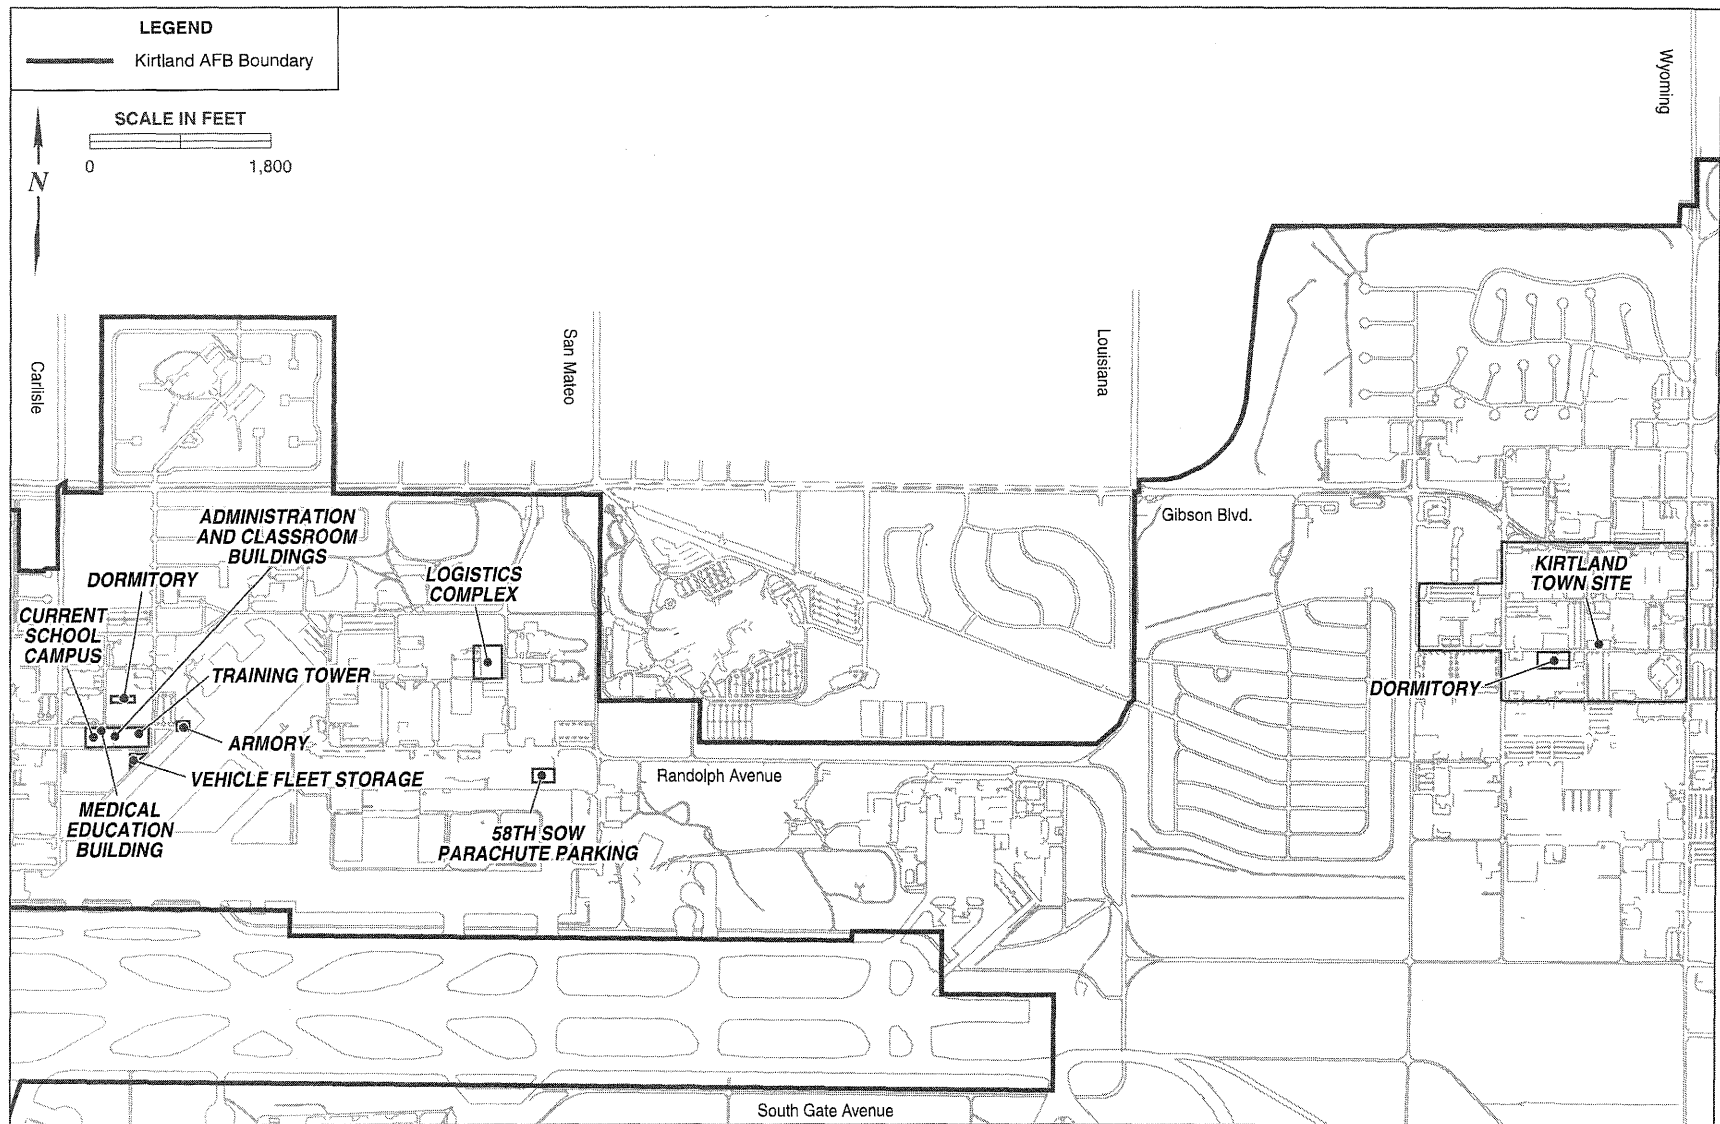 LEGEND
Kirtland AFB Boundary
SCALE IN FEET
0 1,800
N
Wyoming
Carlisle
San Mateo
Louisiana
Gibson Blvd.
ADMINISTRATION
AND CLASSROOM
BUILDINGS
DORMITORY
LOGISTICS
COMPLEX
KIRTLAND
TOWN SITE
CURRENT
SCHOOL
CAMPUS
TRAINING TOWER
DORMITORY
ARMORY
VEHICLE FLEET STORAGE
Randolph Avenue
MEDICAL
EDUCATION
BUILDING
58TH SOW
PARACHUTE PARKING
South Gate Avenue